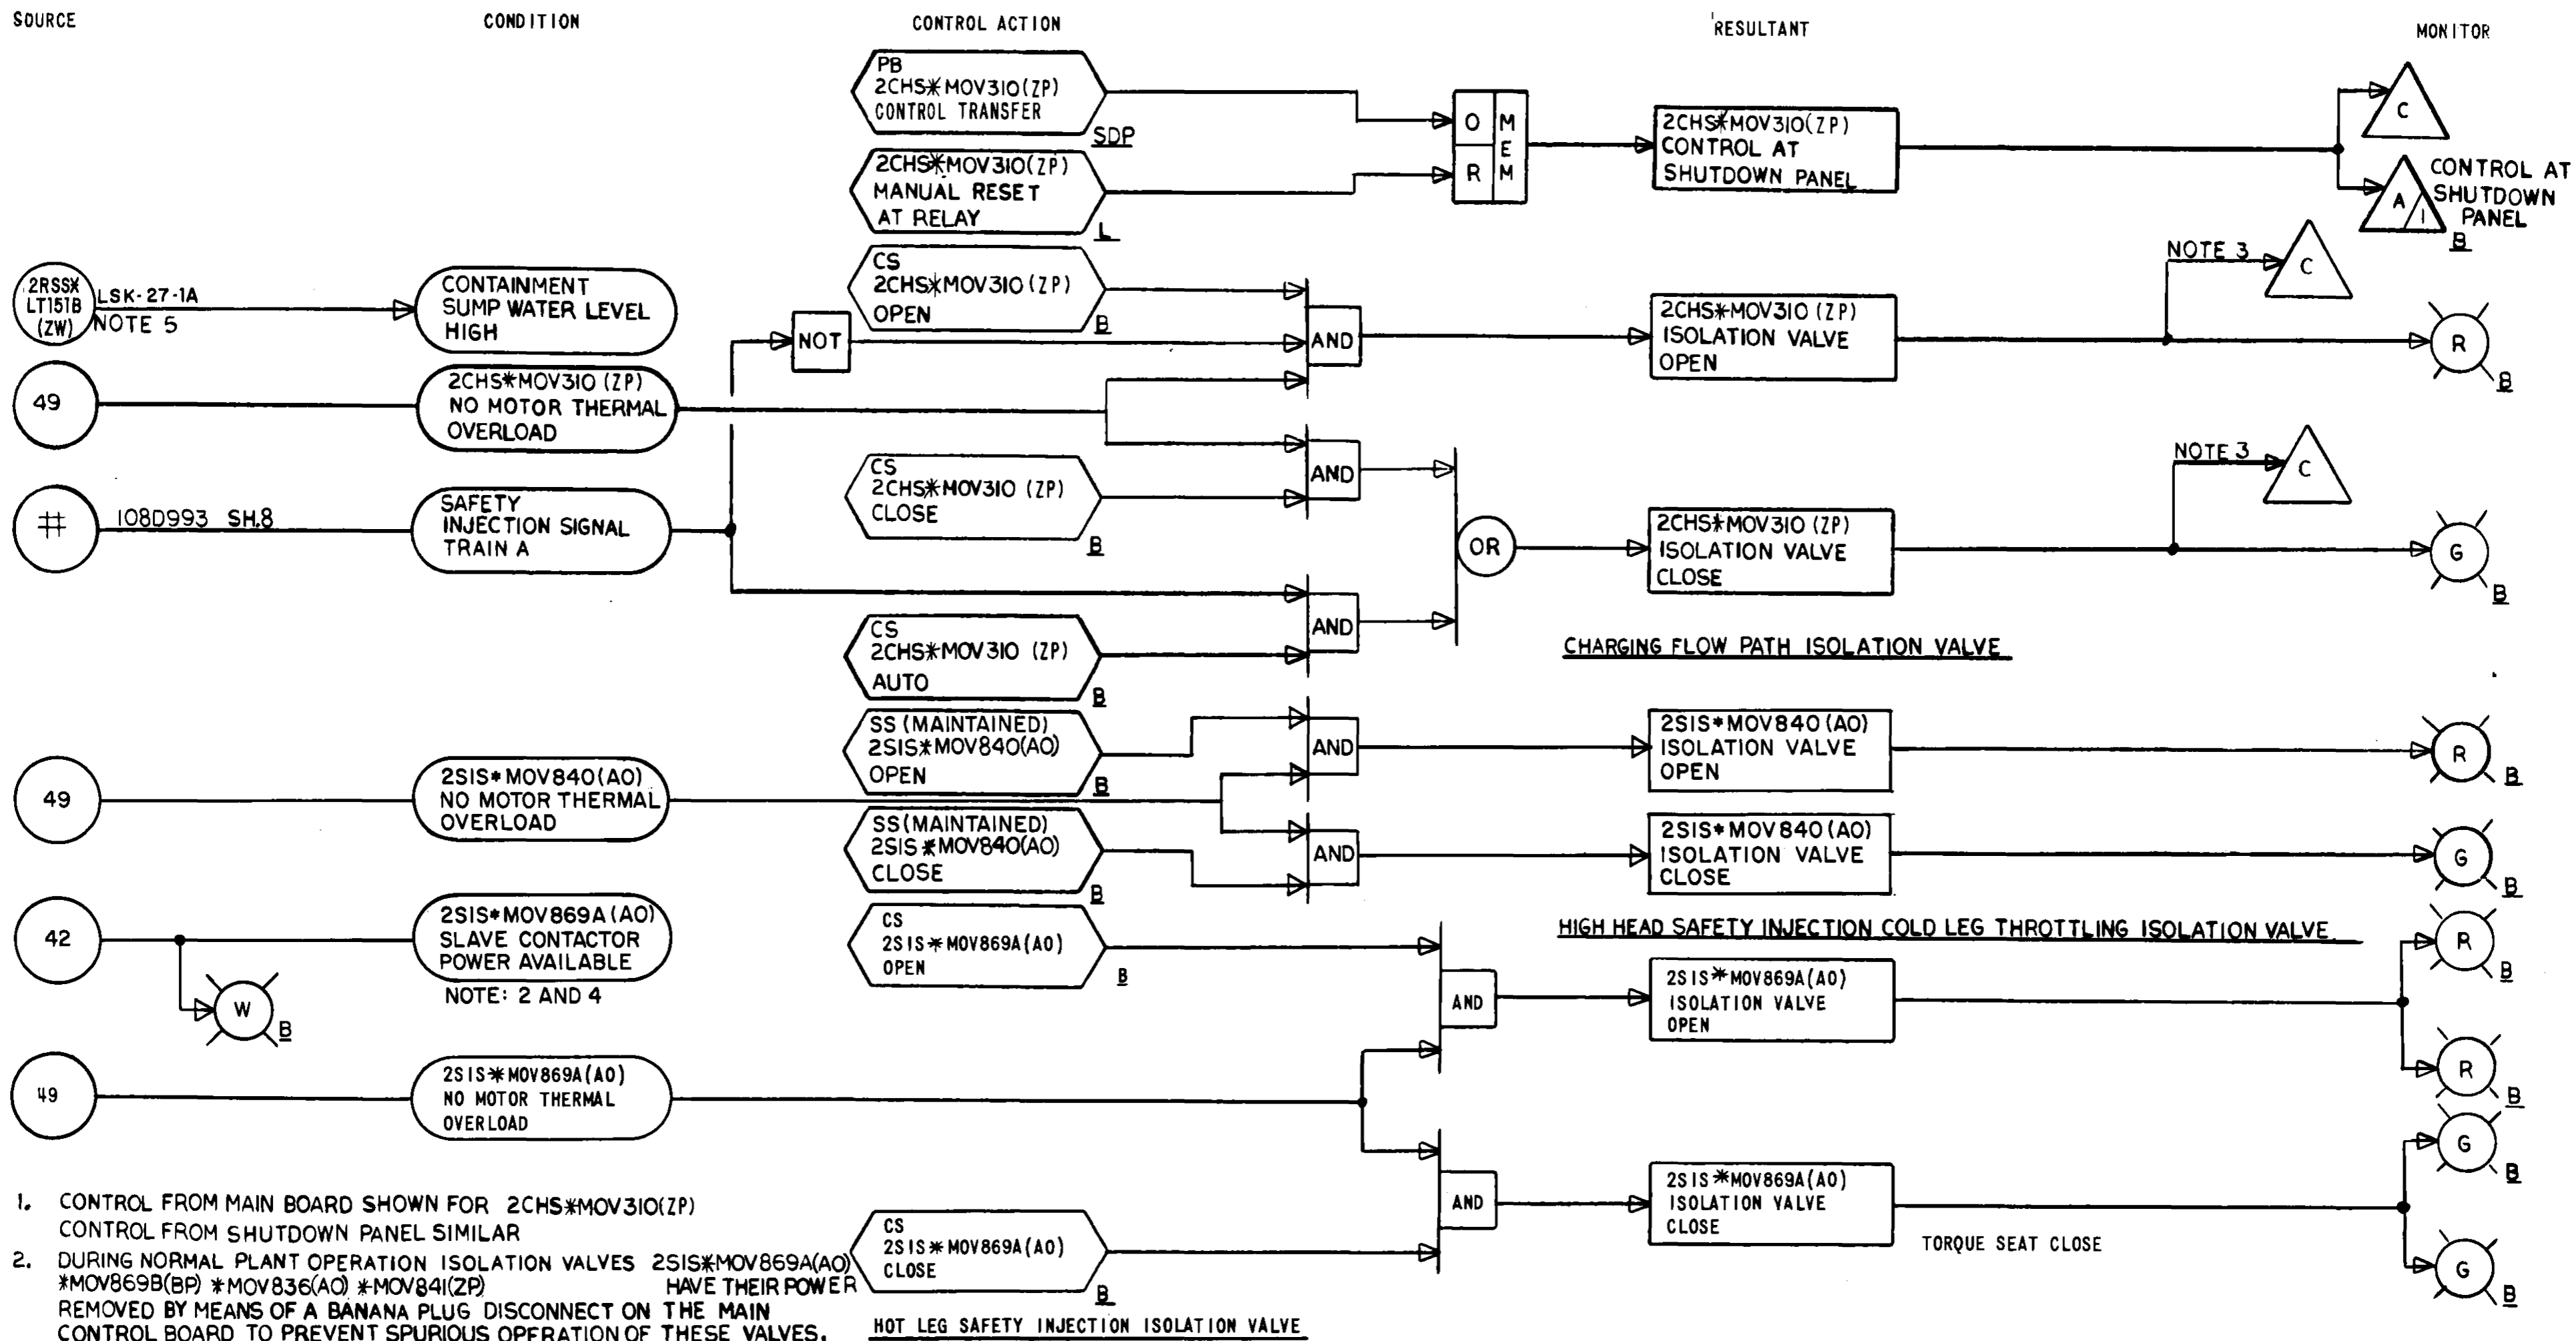 SOURCE
CONDITION
CONTROL ACTION
RESULTANT
MONITOR
PB
2CHS*MOV310(ZP)
CONTROL TRANSFER
SDP
2CHS*MOV310(ZP)
MANUAL RESET
AT RELAY
L
O
R
M
E
M
2CHS*MOV310(ZP)
CONTROL AT
SHUTDOWN PANEL
C
A
1
CONTROL AT
SHUTDOWN
PANEL
B
2RSS*
LT151B
(ZW)
LSK-27-1A
NOTE 5
CONTAINMENT
SUMP WATER LEVEL
HIGH
CS
2CHS*MOV310(ZP)
OPEN
B
NOT
AND
2CHS*MOV310(ZP)
ISOLATION VALVE
OPEN
NOTE 3
C
R
B
49
2CHS*MOV310(ZP)
NO MOTOR THERMAL
OVERLOAD
AND
CS
2CHS*MOV310 (ZP)
CLOSE
B
#
108D993 SH.8
SAFETY
INJECTION SIGNAL
TRAIN A
OR
2CHS*MOV310(ZP)
ISOLATION VALVE
CLOSE
NOTE 3
C
G
B
AND
CS
2CHS*MOV310 (ZP)
AUTO
B
CHARGING FLOW PATH ISOLATION VALVE
SS (MAINTAINED)
2SIS*MOV840(AO)
OPEN
B
AND
2SIS*MOV840(AO)
ISOLATION VALVE
OPEN
R
B
49
2SIS*MOV840(AO)
NO MOTOR THERMAL
OVERLOAD
SS (MAINTAINED)
2SIS*MOV840(AO)
CLOSE
B
AND
2SIS*MOV840(AO)
ISOLATION VALVE
CLOSE
G
B
HIGH HEAD SAFETY INJECTION COLD LEG THROTTLING ISOLATION VALVE
42
W
B
2SIS*MOV869A(AO)
SLAVE CONTACTOR
POWER AVAILABLE
NOTE: 2 AND 4
CS
2SIS*MOV869A(AO)
OPEN
B
AND
2SIS*MOV869A(AO)
ISOLATION VALVE
OPEN
R
B
R
B
49
2SIS*MOV869A(AO)
NO MOTOR THERMAL
OVERLOAD
AND
2SIS*MOV869A(AO)
ISOLATION VALVE
CLOSE
TORQUE SEAT CLOSE
G
B
G
B
CS
2SIS*MOV869A(AO)
CLOSE
B
HOT LEG SAFETY INJECTION ISOLATION VALVE
1. CONTROL FROM MAIN BOARD SHOWN FOR 2CHS*MOV310(ZP)
CONTROL FROM SHUTDOWN PANEL SIMILAR
2. DURING NORMAL PLANT OPERATION ISOLATION VALVES 2SIS*MOV869A(AO)
*MOV869B(BP) *MOV836(AO) *MOV841(ZP) HAVE THEIR POWER
REMOVED BY MEANS OF A BANANA PLUG DISCONNECT ON THE MAIN
CONTROL BOARD TO PREVENT SPURIOUS OPERATION OF THESE VALVES.